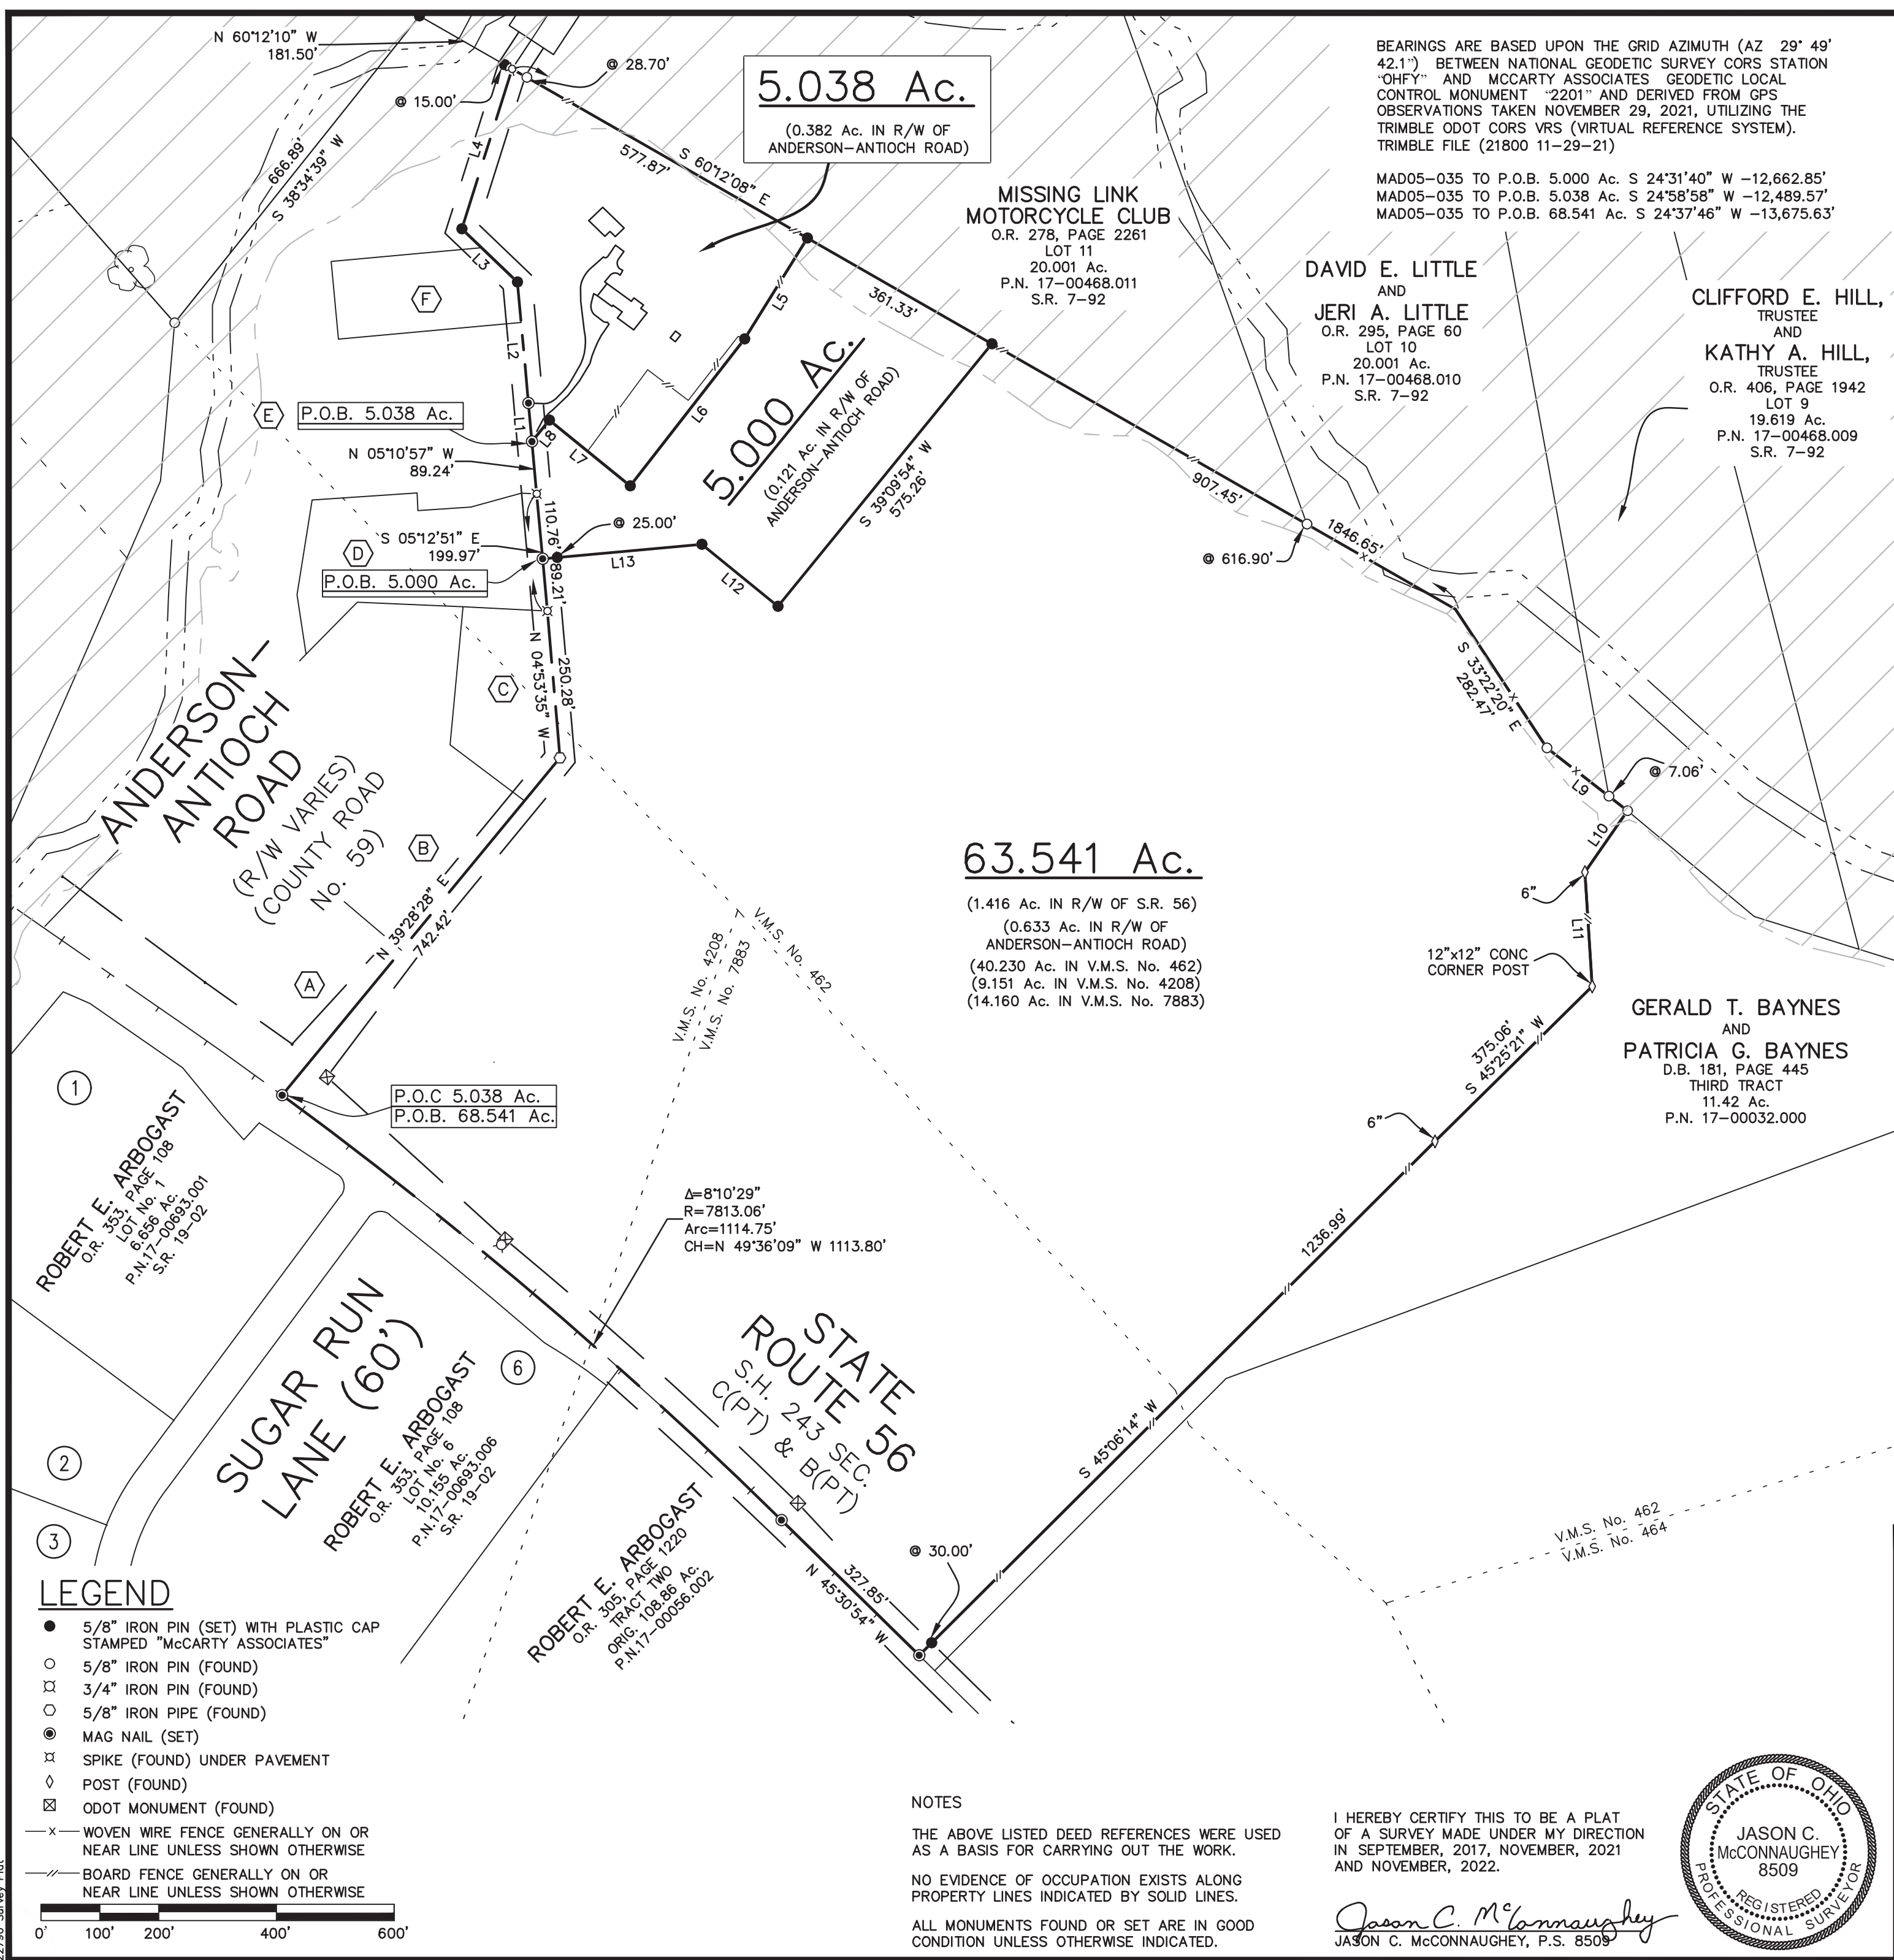 N 60°12'10" W
181.50'
@ 28.70'
@ 15.00'
5.038 Ac.
(0.382 Ac. IN R/W OF
ANDERSON-ANTIOCH ROAD)
BEARINGS ARE BASED UPON THE GRID AZIMUTH (AZ 29° 49'
42.1") BETWEEN NATIONAL GEODETIC SURVEY CORS STATION
"OHFY" AND MCCARTY ASSOCIATES GEODETIC LOCAL
CONTROL MONUMENT "2201" AND DERIVED FROM GPS
OBSERVATIONS TAKEN NOVEMBER 29, 2021, UTILIZING THE
TRIMBLE ODOT CORS VRS (VIRTUAL REFERENCE SYSTEM).
TRIMBLE FILE (21800 11-29-21)
MAD05-035 TO P.O.B. 5.000 Ac. S 24°31'40" W -12,662.85'
MAD05-035 TO P.O.B. 5.038 Ac. S 24°58'58" W -12,489.57'
MAD05-035 TO P.O.B. 68.541 Ac. S 24°37'46" W -13,675.63'
666.89'
S 38°34'39" W
L4
S 60°12'08" E
577.87'
MISSING LINK
MOTORCYCLE CLUB
O.R. 278, PAGE 2261
LOT 11
20.001 Ac.
P.N. 17-00468.011
S.R. 7-92
DAVID E. LITTLE
AND
JERI A. LITTLE
O.R. 295, PAGE 60
LOT 10
20.001 Ac.
P.N. 17-00468.010
S.R. 7-92
CLIFFORD E. HILL,
TRUSTEE
AND
KATHY A. HILL,
TRUSTEE
O.R. 406, PAGE 1942
LOT 9
19.619 Ac.
P.N. 17-00468.009
S.R. 7-92
L3
F
L2
L5
361.33'
E
P.O.B. 5.038 Ac.
L1
L8
L7
L6
5.000 Ac.
(0.121 Ac. IN R/W OF
ANDERSON-ANTIOCH ROAD)
S 39°09'54" W
575.26'
N 05°10'57" W
89.24'
110.76'
@ 25.00'
D
S 05°12'51" E
199.97'
P.O.B. 5.000 Ac.
89.21'
L13
L12
907.45'
1846.65'
@ 616.90'
N 04°53'35" W
250.28'
C
S 33°22'20" E
282.47'
@ 7.06'
L9
L10
6"
L11
12"x12" CONC
CORNER POST
ANDERSON-
ANTIOCH
ROAD
(R/W VARIES)
(COUNTY ROAD
No. 59)
B
N 39°28'28" E
742.42'
A
63.541 Ac.
(1.416 Ac. IN R/W OF S.R. 56)
(0.633 Ac. IN R/W OF
ANDERSON-ANTIOCH ROAD)
(40.230 Ac. IN V.M.S. No. 462)
(9.151 Ac. IN V.M.S. No. 4208)
(14.160 Ac. IN V.M.S. No. 7883)
V.M.S. No. 4208
V.M.S. No. 7883
V.M.S. No. 462
GERALD T. BAYNES
AND
PATRICIA G. BAYNES
D.B. 181, PAGE 445
THIRD TRACT
11.42 Ac.
P.N. 17-00032.000
375.06'
S 45°25'21" W
6"
1
P.O.C 5.038 Ac.
P.O.B. 68.541 Ac.
ROBERT E. ARBOGAST
O.R. 353, PAGE 108
LOT No. 1
6.656 Ac.
P.N.17-00693.001
S.R. 19-02
Δ=8°10'29"
R=7813.06'
Arc=1114.75'
CH=N 49°36'09" W 1113.80'
1236.99'
S 45°06'14" W
SUGAR RUN
LANE (60')
6
ROBERT E. ARBOGAST
O.R. 353, PAGE 108
LOT No. 6
10.155 Ac.
P.N.17-00693.006
S.R. 19-02
STATE
ROUTE 56
S.H. 243 SEC.
C(PT) & B(PT)
ROBERT E. ARBOGAST
O.R. 305, PAGE 1220
TRACT TWO
ORIG. 108.86 Ac.
P.N.17-00056.002
2
3
@ 30.00'
327.85'
N 45°30'54" W
V.M.S. No. 462
V.M.S. No. 464
LEGEND
5/8" IRON PIN (SET) WITH PLASTIC CAP
STAMPED "McCARTY ASSOCIATES"
5/8" IRON PIN (FOUND)
3/4" IRON PIN (FOUND)
5/8" IRON PIPE (FOUND)
MAG NAIL (SET)
SPIKE (FOUND) UNDER PAVEMENT
POST (FOUND)
ODOT MONUMENT (FOUND)
x WOVEN WIRE FENCE GENERALLY ON OR
NEAR LINE UNLESS SHOWN OTHERWISE
// BOARD FENCE GENERALLY ON OR
NEAR LINE UNLESS SHOWN OTHERWISE
0' 100' 200' 400' 600'
NOTES
THE ABOVE LISTED DEED REFERENCES WERE USED
AS A BASIS FOR CARRYING OUT THE WORK.
NO EVIDENCE OF OCCUPATION EXISTS ALONG
PROPERTY LINES INDICATED BY SOLID LINES.
ALL MONUMENTS FOUND OR SET ARE IN GOOD
CONDITION UNLESS OTHERWISE INDICATED.
I HEREBY CERTIFY THIS TO BE A PLAT
OF A SURVEY MADE UNDER MY DIRECTION
IN SEPTEMBER, 2017, NOVEMBER, 2021
AND NOVEMBER, 2022.
Jason C. McConnaughey
JASON C. McCONNAUGHEY, P.S. 8509
STATE OF OHIO
JASON C.
McCONNAUGHEY
8509
REGISTERED
PROFESSIONAL SURVEYOR